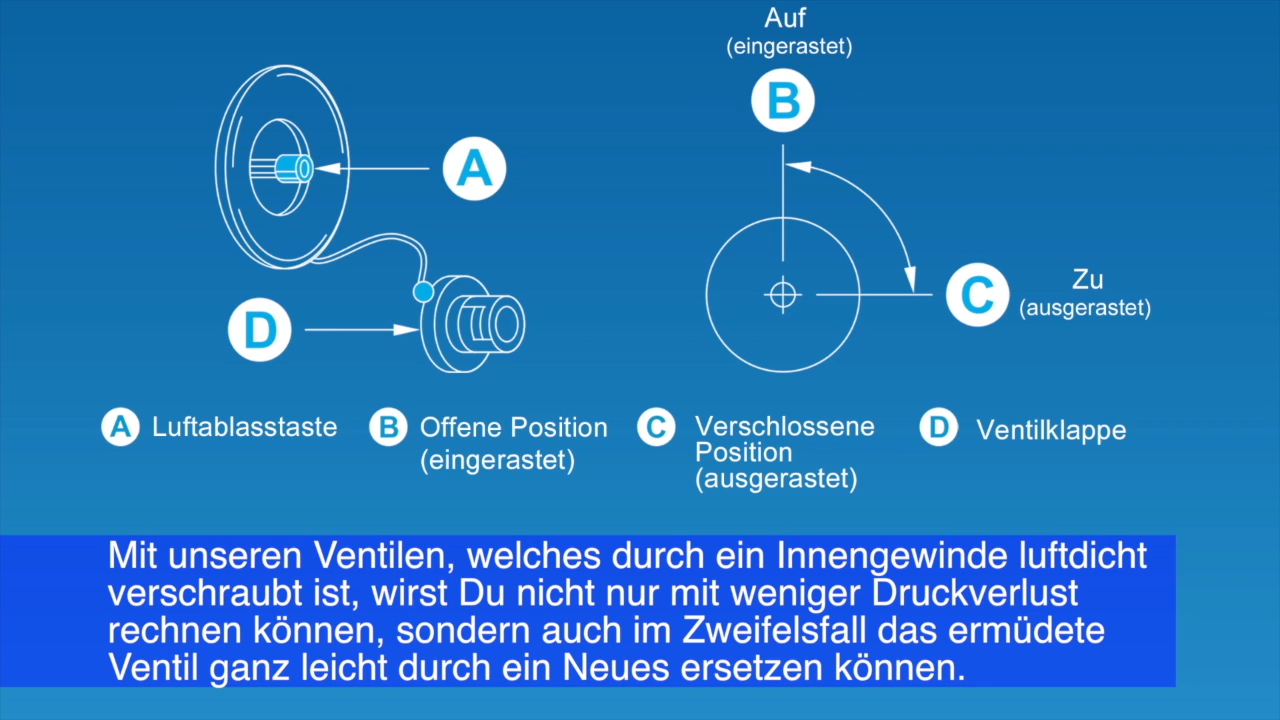 Auf
(eingerastet)
B
A
C
Zu
(ausgerastet)
D
A Luftablasstaste
B Offene Position
(eingerastet)
C Verschlossene
Position
(ausgerastet)
D Ventilklappe
Mit unseren Ventilen, welches durch ein Innengewinde luftdicht
verschraubt ist, wirst Du nicht nur mit weniger Druckverlust
rechnen können, sondern auch im Zweifelsfall das ermüdete
Ventil ganz leicht durch ein Neues ersetzen können.